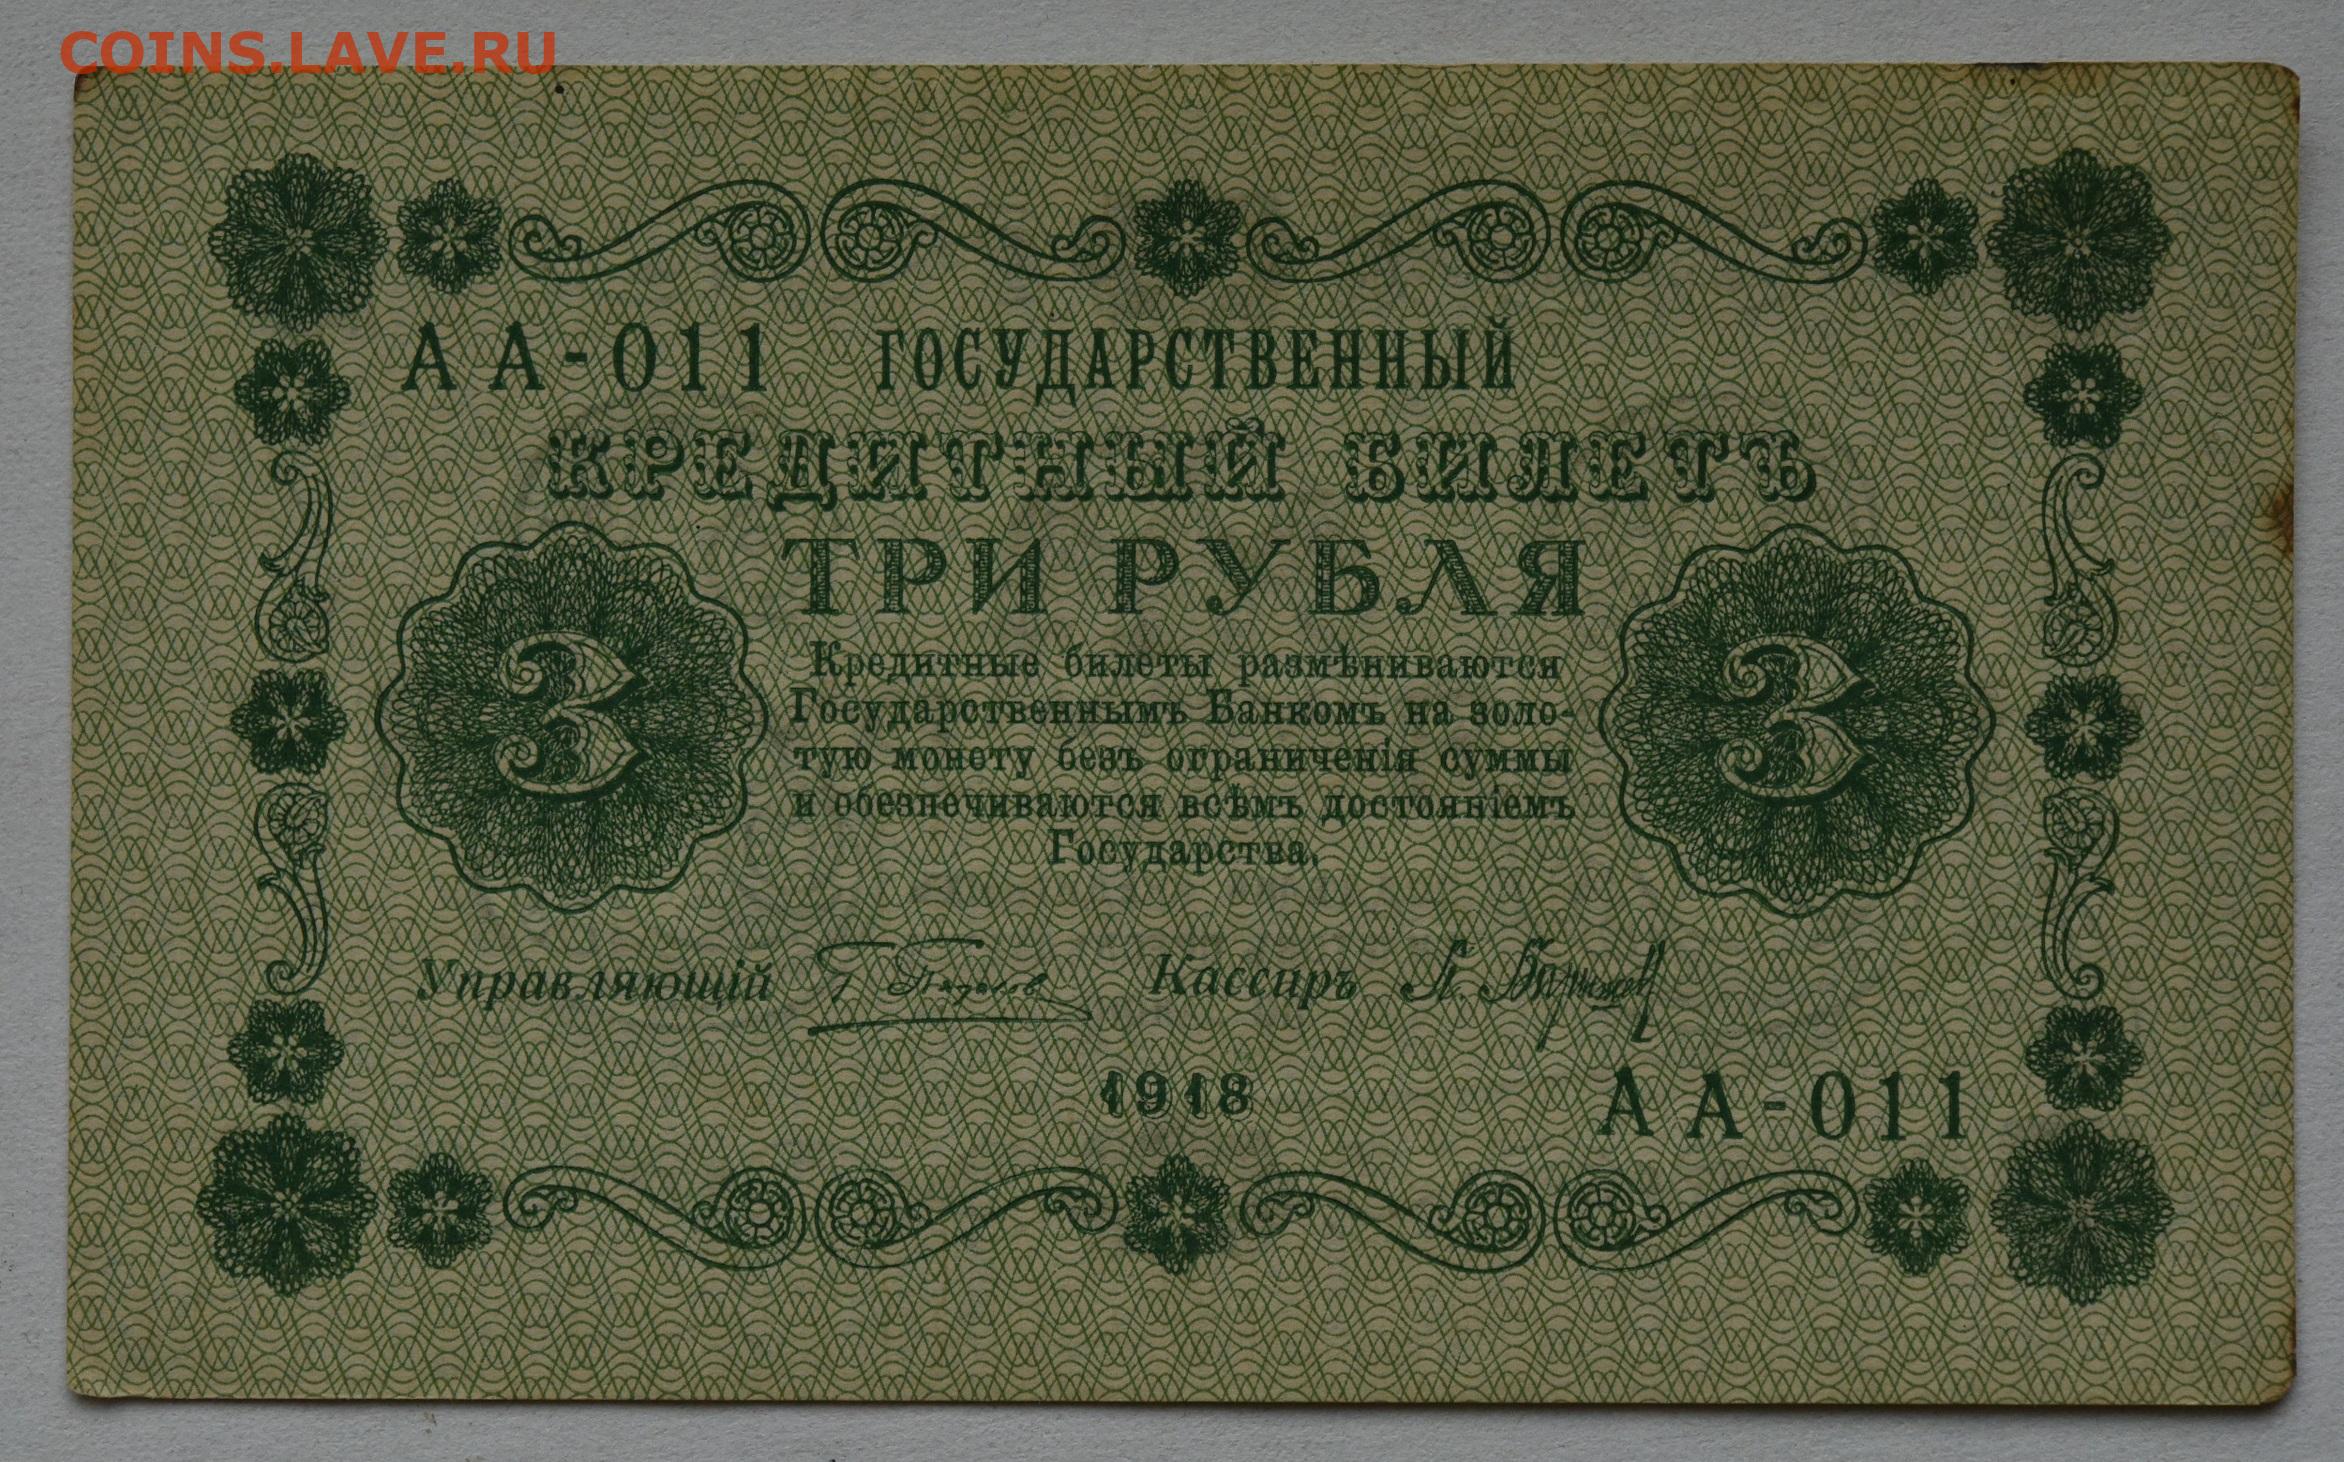 COINS.LAVE.RU
АА-011 ГОСУДАРСТВЕННЫЙ
КРЕДИТНЫЙ БИЛЕТЪ
ТРИ РУБЛЯ
3 3
Кредитные билеты размѣниваются
Государственнымъ Банкомъ на золо-
тую монету безъ ограниченія суммы
и обезпечиваются всѣмъ достояніемъ
Государства.
Управляющій Кассиръ
1918
АА-011